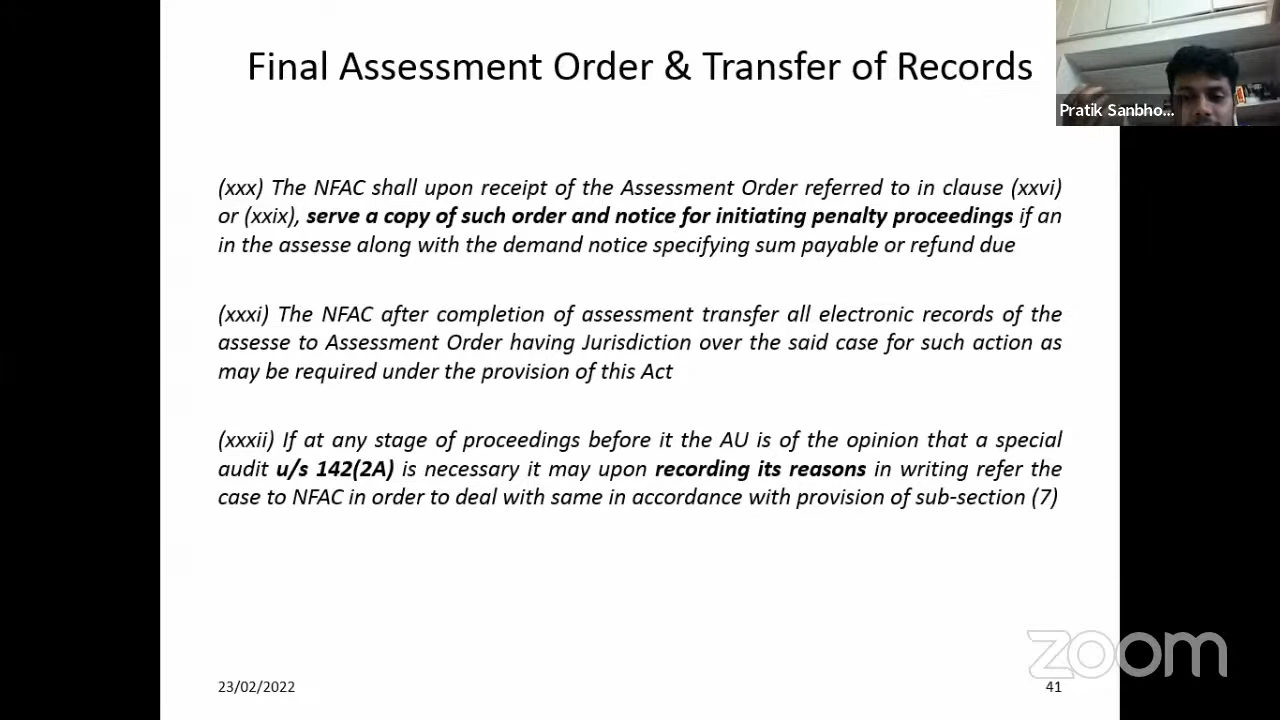 Final Assessment Order & Transfer of Records
Pratik Sanbho...
(xxx) The NFAC shall upon receipt of the Assessment Order referred to in clause (xxvi)
or (xxix), serve a copy of such order and notice for initiating penalty proceedings if an
in the assesse along with the demand notice specifying sum payable or refund due
(xxxi) The NFAC after completion of assessment transfer all electronic records of the
assesse to Assessment Order having Jurisdiction over the said case for such action as
may be required under the provision of this Act
(xxxii) If at any stage of proceedings before it the AU is of the opinion that a special
audit u/s 142(2A) is necessary it may upon recording its reasons in writing refer the
case to NFAC in order to deal with same in accordance with provision of sub-section (7)
zoom
23/02/2022
41